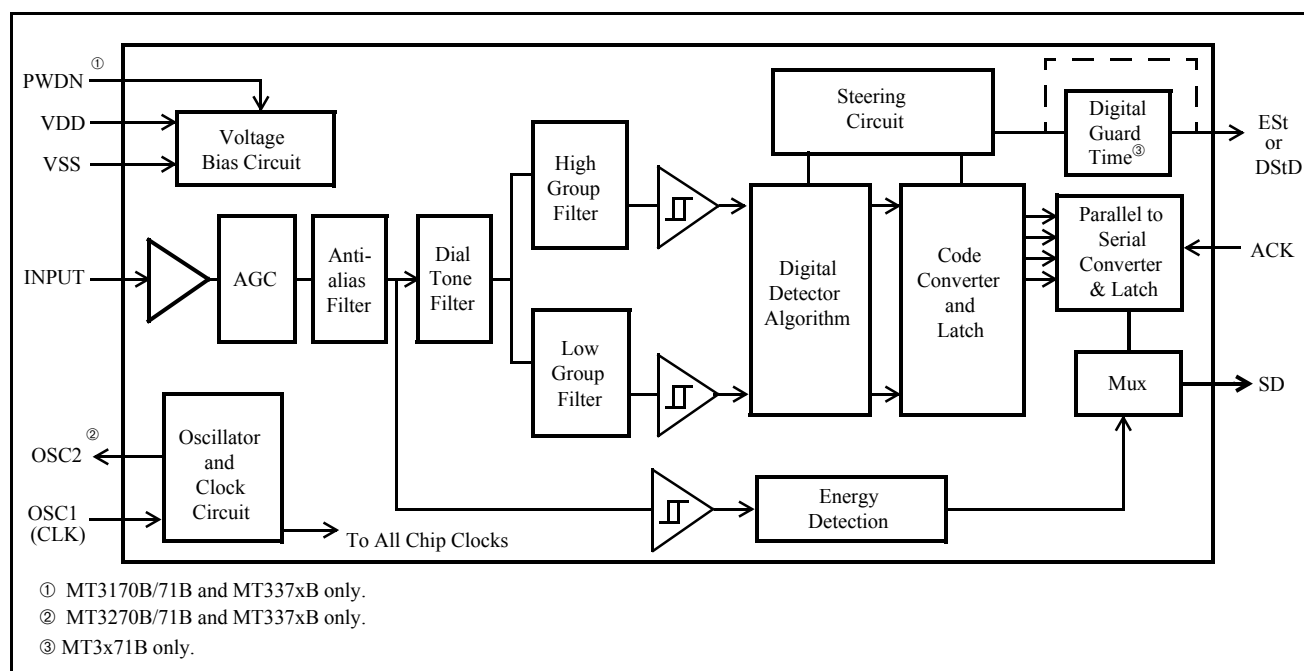 PWDN ①
VDD
VSS
Voltage
Bias Circuit
INPUT
AGC
Anti-
alias
Filter
Dial
Tone
Filter
High
Group
Filter
Low
Group
Filter
Steering
Circuit
Digital
Detector
Algorithm
Code
Converter
and
Latch
Digital
Guard
Time③
ESt
or
DStD
Parallel to
Serial
Converter
& Latch
ACK
Mux
SD
OSC2 ②
OSC1
(CLK)
Oscillator
and
Clock
Circuit
To All Chip Clocks
Energy
Detection
① MT3170B/71B and MT337xB only.
② MT3270B/71B and MT337xB only.
③ MT3x71B only.